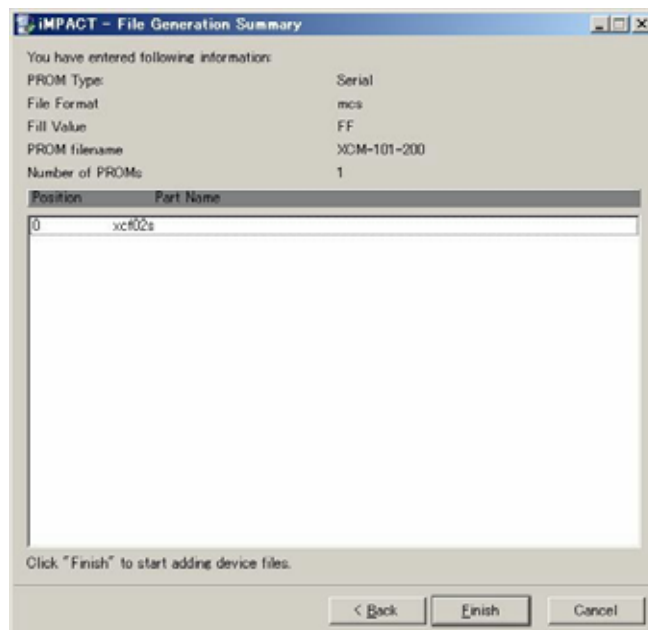 iMPACT - File Generation Summary
You have entered following information:
PROM Type: Serial
File Format mcs
Fill Value FF
PROM filename XCM-101-200
Number of PROMs 1
Position Part Name
0 xcf02s
Click "Finish" to start adding device files.
< Back Finish Cancel